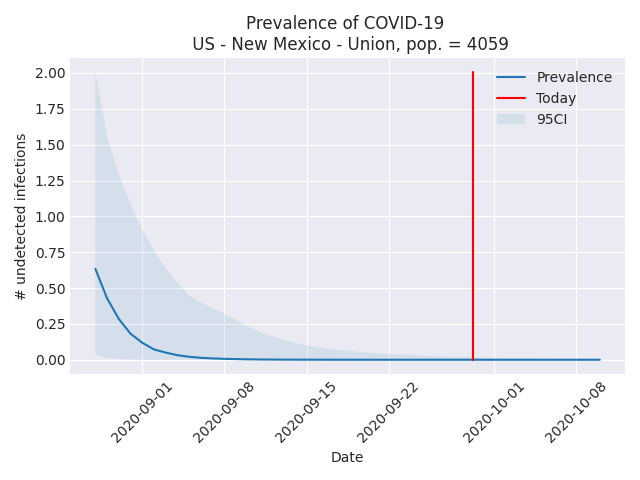 Prevalence of COVID-19
US - New Mexico - Union, pop. = 4059
2.00
1.75
1.50
1.25
1.00
0.75
0.50
0.25
0.00
# undetected infections
Prevalence
Today
95CI
2020-09-01
2020-09-08
2020-09-15
2020-09-22
2020-10-01
2020-10-08
Date